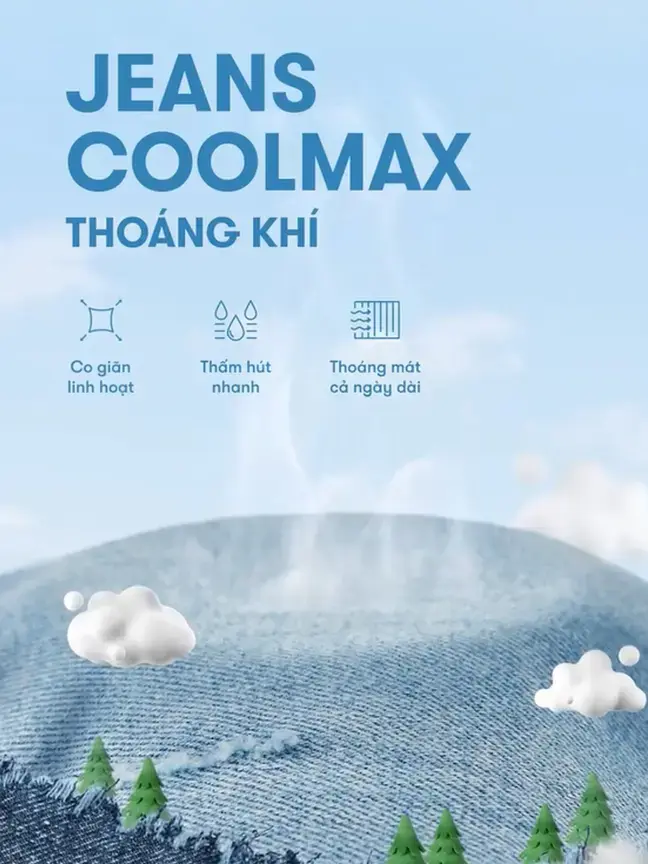 JEANS
COOLMAX
THOÁNG KHÍ
Co giãn
linh hoạt
Thấm hút
nhanh
Thoáng mát
cả ngày dài